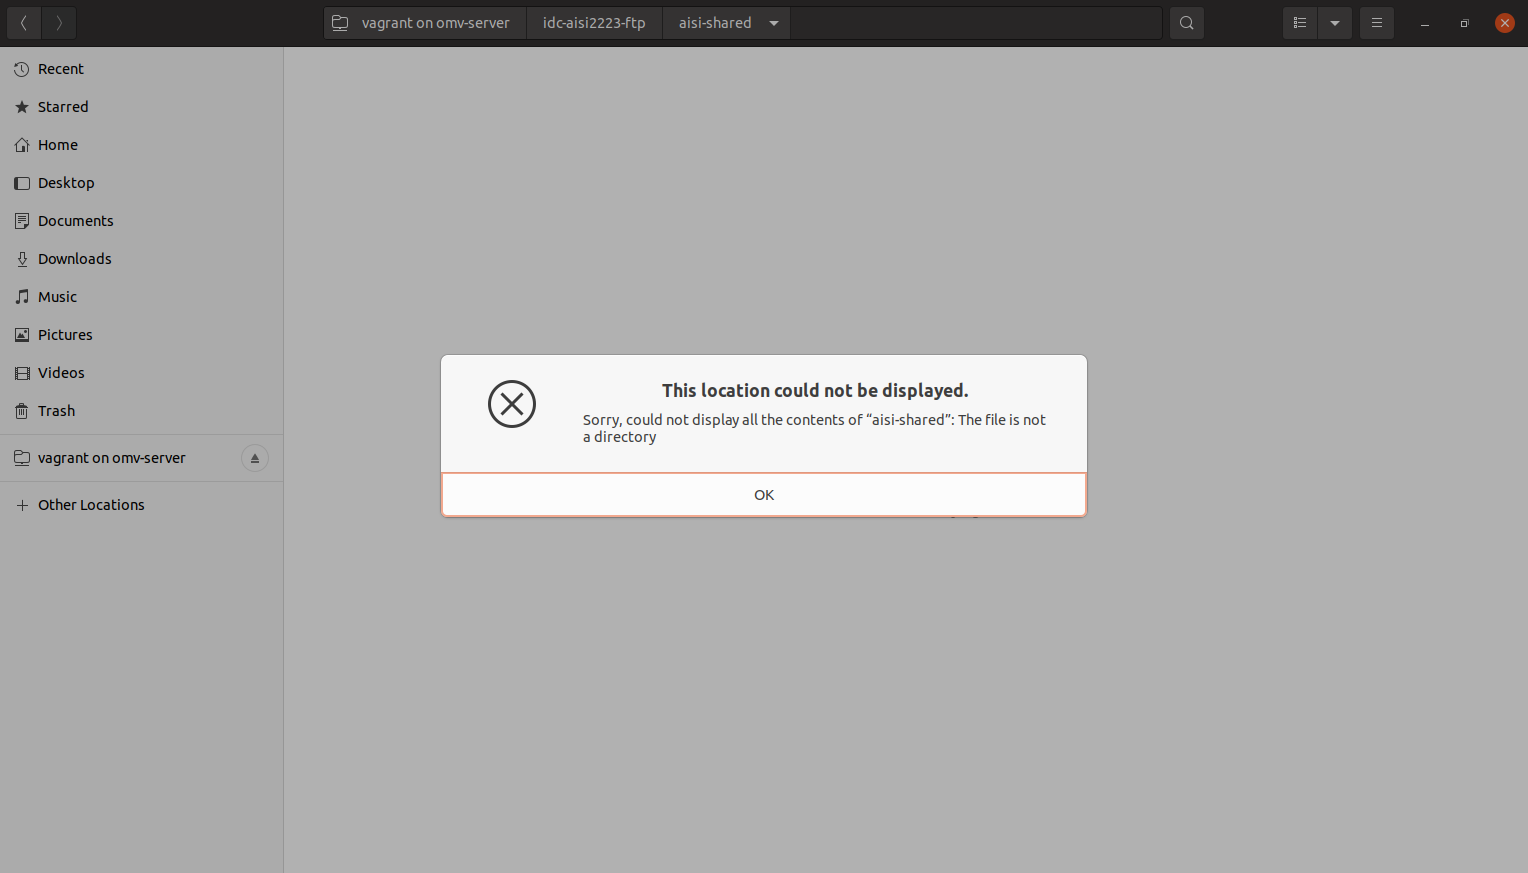 vagrant on omv-server idc-aisi2223-ftp aisi-shared
Recent
Starred
Home
Desktop
Documents
Downloads
Music
Pictures
Videos
Trash
vagrant on omv-server
Other Locations
This location could not be displayed.
Sorry, could not display all the contents of “aisi-shared”: The file is not
a directory
OK